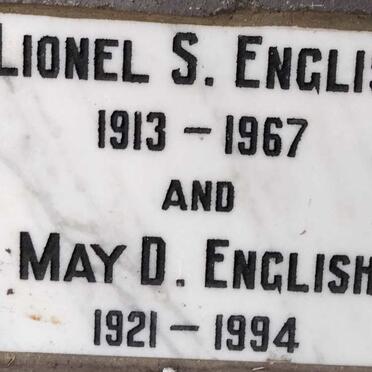 LIONEL S. ENGLIS
1913 – 1967
AND
MAY D. ENGLISH
1921 – 1994